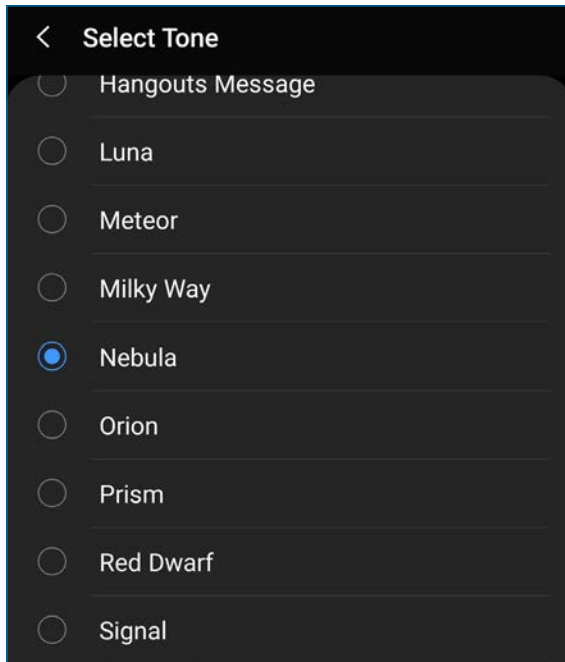 Select Tone
Hangouts Message
Luna
Meteor
Milky Way
Nebula
Orion
Prism
Red Dwarf
Signal